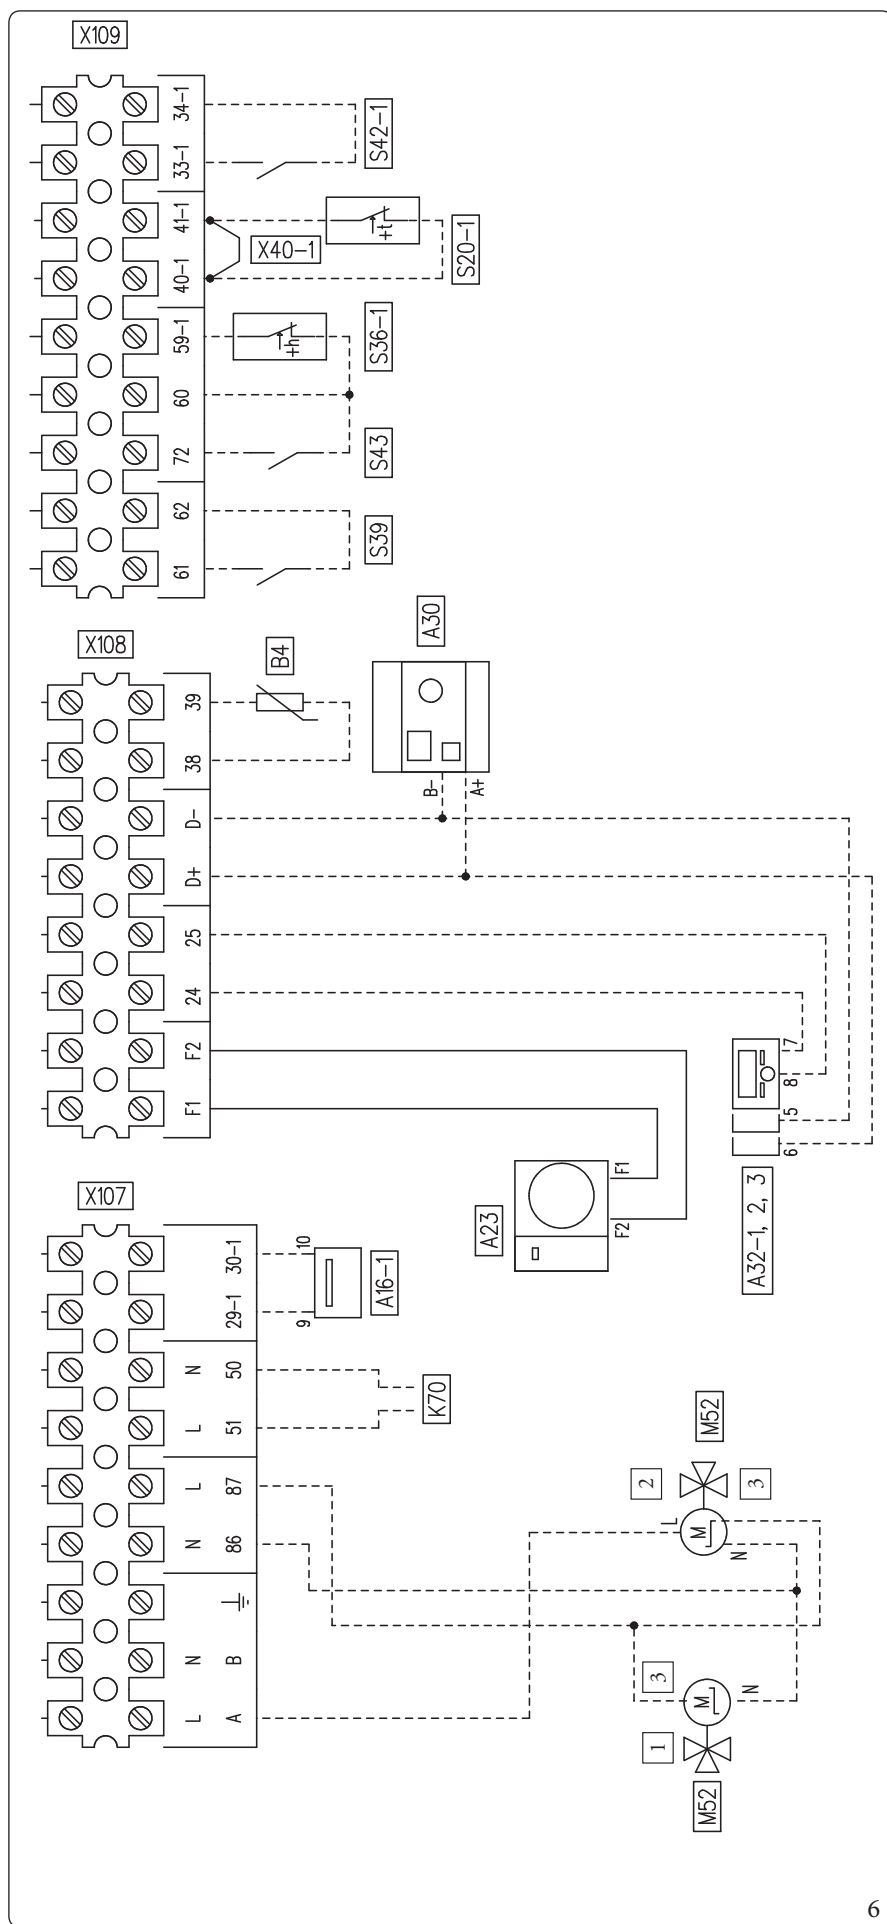 X109
34-1
33-1
41-1
40-1
59-1
60
72
62
61
S42-1
+t
X40-1
S20-1
+h
S36-1
S43
S39
X108
39
38
D-
D+
25
24
F2
F1
B4
A30
B-
A+
7
8
5
6
A32-1, 2, 3
A23
F1
F2
X107
30-1
29-1
N 50
L 51
L 87
N 86
N B
L A
10
9
A16-1
K70
M52
2
3
L
M
N
3
M
N
1
M52
6